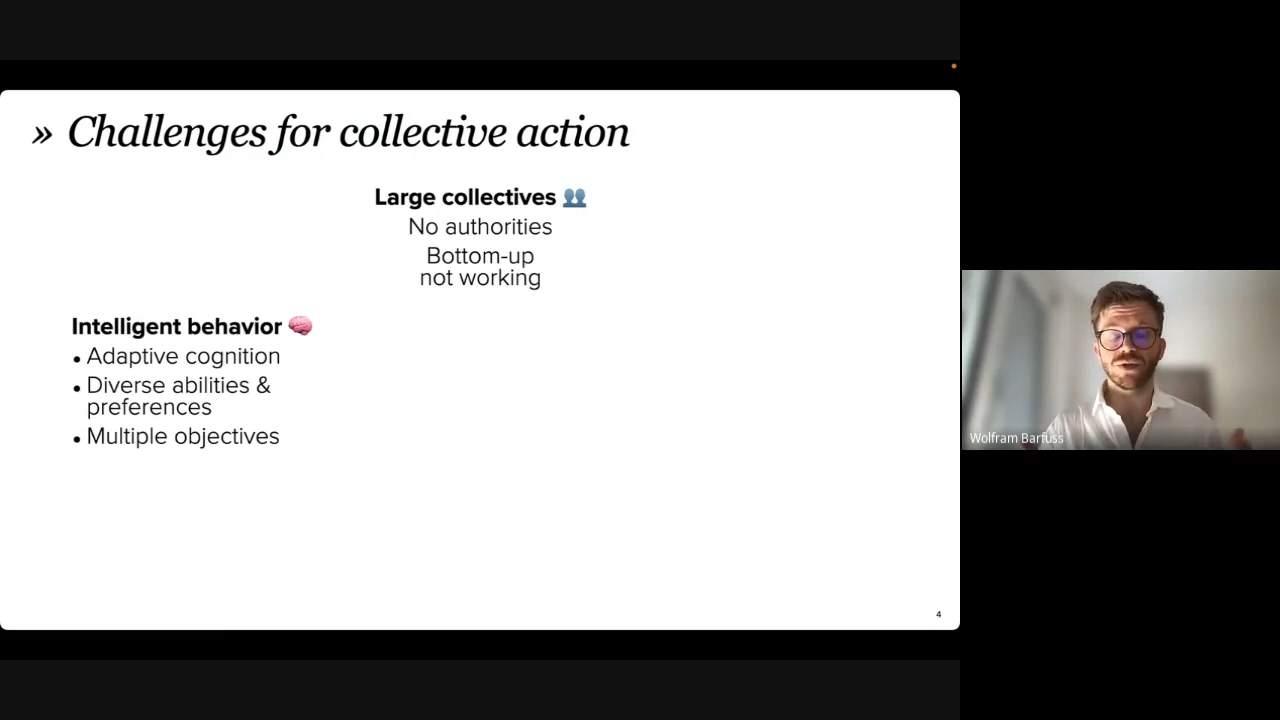 » Challenges for collective action
Large collectives 👥
No authorities
Bottom-up
not working
Intelligent behavior 🧠
• Adaptive cognition
• Diverse abilities &
preferences
• Multiple objectives
4
Wolfram Barfuss